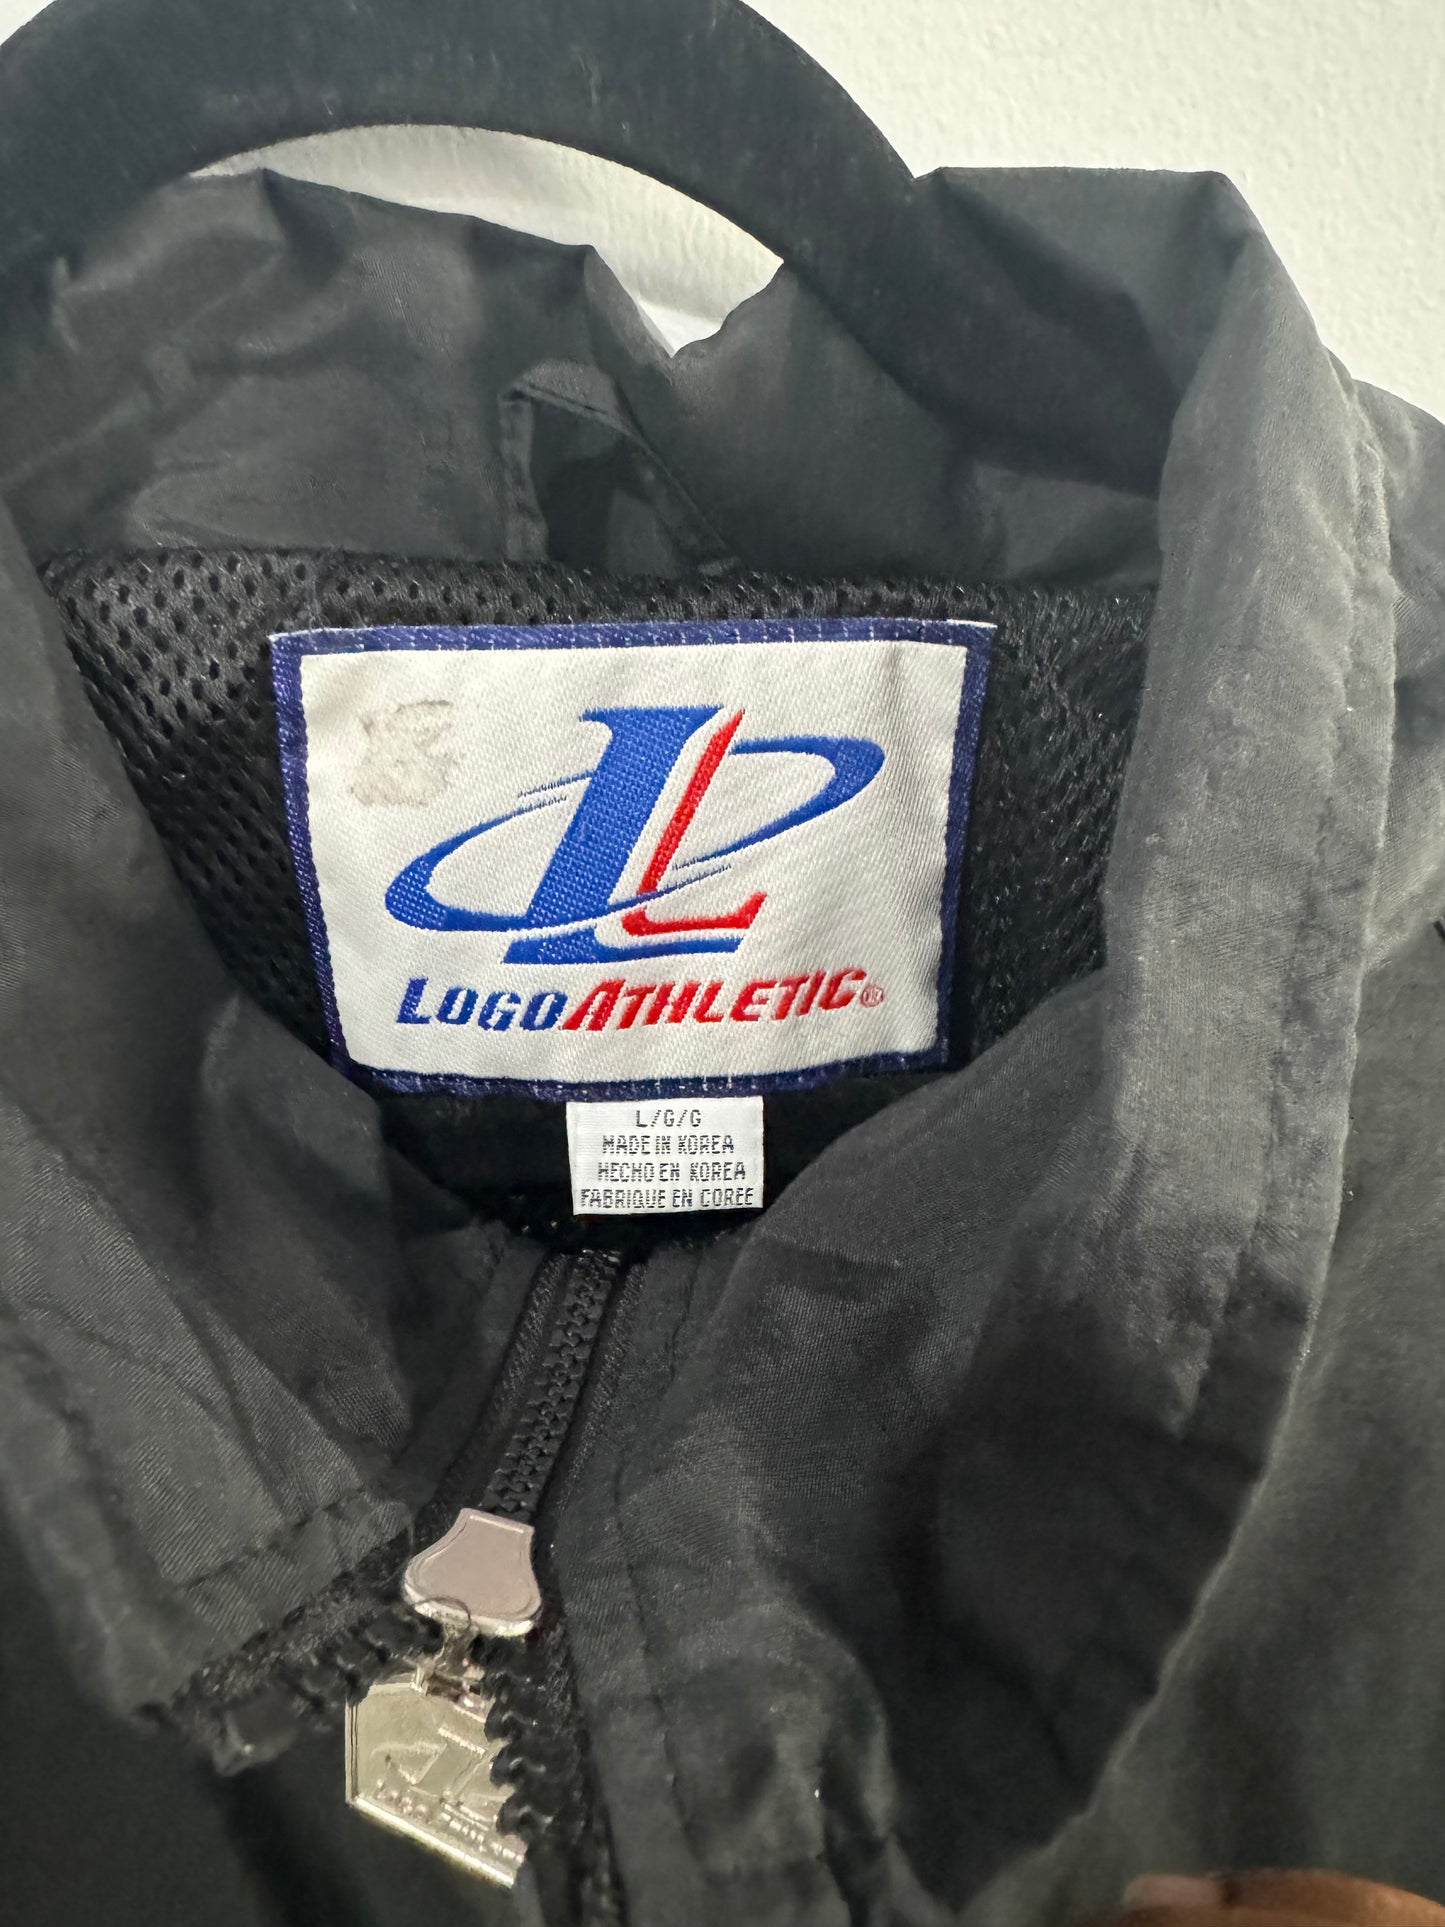 LOGOATHLETIC®
L/G/G
MADE IN KOREA
HECHO EN KOREA
FABRIQUE EN COREE